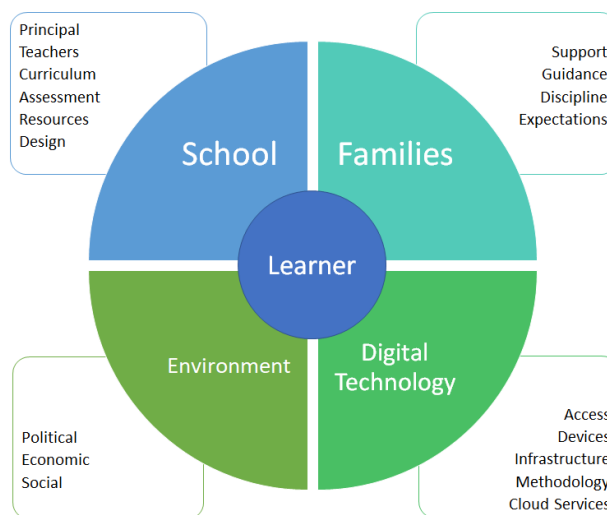 Principal
Teachers
Curriculum
Assessment
Resources
Design
Support
Guidance
Discipline
Expectations
School
Families
Learner
Environment
Digital
Technology
Political
Economic
Social
Access
Devices
Infrastructure
Methodology
Cloud Services